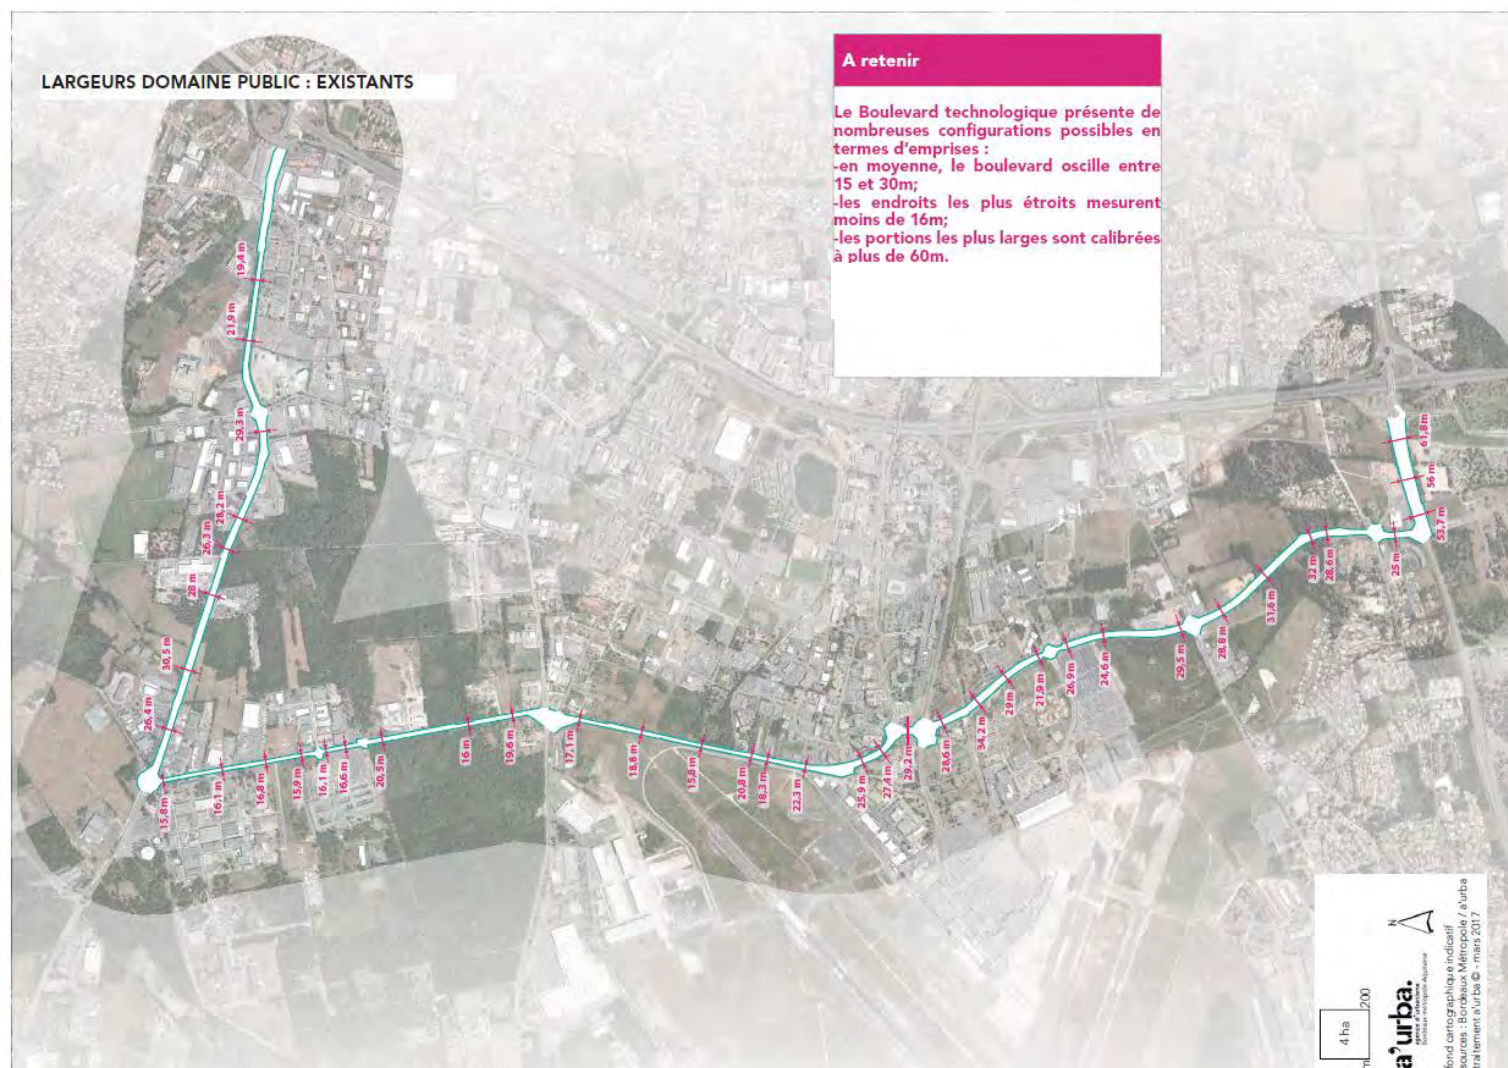 LARGEURS DOMAINE PUBLIC : EXISTANTS
A retenir
Le Boulevard technologique présente de
nombreuses configurations possibles en
termes d'emprises :
-en moyenne, le boulevard oscille entre
15 et 30m;
-les endroits les plus étroits mesurent
moins de 16m;
-les portions les plus larges sont calibrées
à plus de 60m.
19,4 m
21,9 m
29,3 m
28,2 m
26,3 m
28 m
30,5 m
26,4 m
15,8 m
16,1 m
16,8 m
15,9 m
16,1 m
16,6 m
20,5 m
16 m
19,6 m
17,1 m
18,8 m
15,8 m
20,8 m
18,3 m
22,3 m
25,9 m
27,4 m
29,2 m
28,6 m
34,2 m
29 m
21,9 m
26,9 m
24,6 m
29,5 m
28,8 m
31,6 m
32 m
28,6 m
25 m
53,7 m
56 m
61,8m
N
4 ha
m
200
a'urba.
agence d'urbanisme
Bordeaux métropole Aquitaine
fond cartographique indicatif
sources : Bordeaux Métropole / a'urba
traitement a'urba © - mars 2017